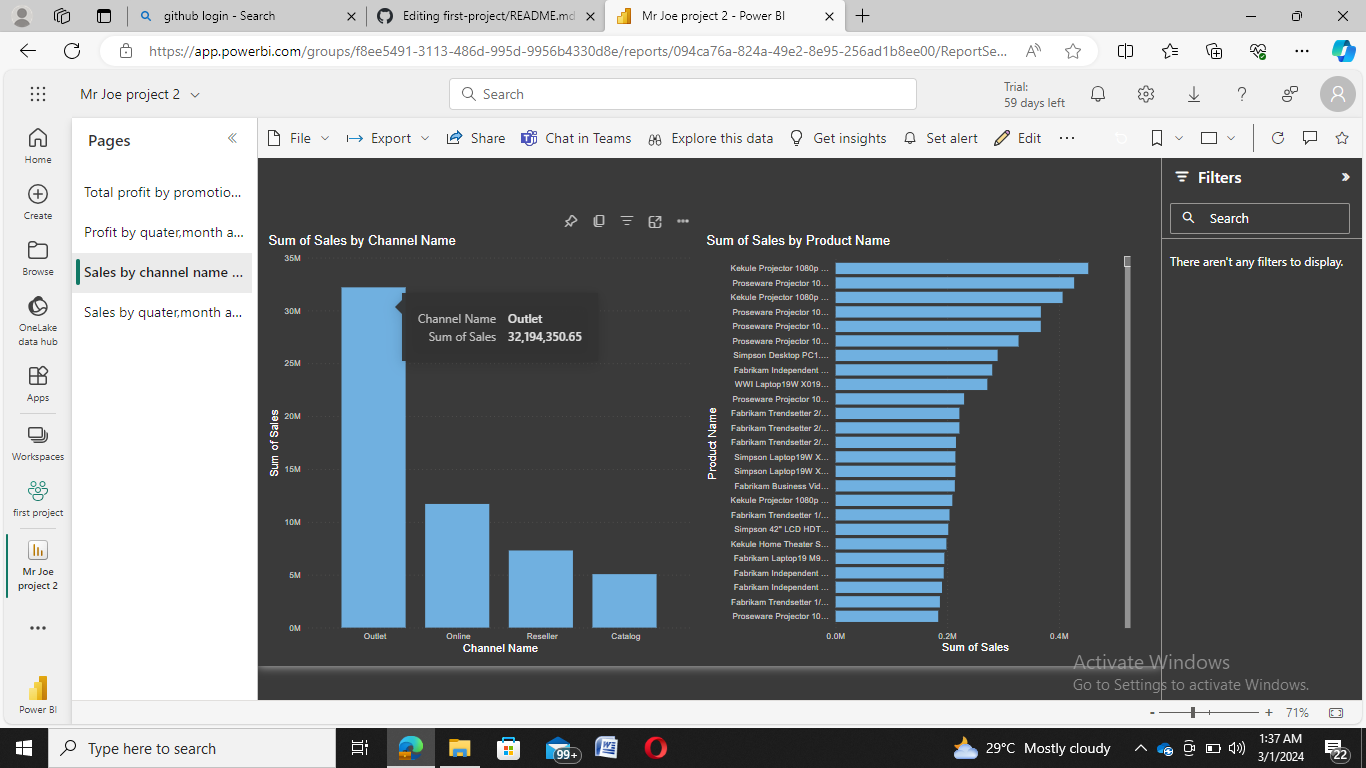 github login - Search
Editing first-project/README.md
Mr Joe project 2 - Power BI
https://app.powerbi.com/groups/f8ee5491-3113-486d-995d-9956b4330d8e/reports/094ca76a-824a-49e2-8e95-256ad1b8ee00/ReportSe...
Mr Joe project 2
Search
Trial:
59 days left
Home
Create
Browse
OneLake
data hub
Apps
Workspaces
first project
Mr Joe
project 2
Power BI
Pages
Total profit by promotio...
Profit by quater,month a...
Sales by channel name ...
Sales by quater,month a...
File
Export
Share
Chat in Teams
Explore this data
Get insights
Set alert
Edit
Sum of Sales by Channel Name
35M
30M
25M
20M
15M
10M
5M
0M
Sum of Sales
Channel Name Outlet
Sum of Sales 32,194,350.65
Outlet
Online
Reseller
Catalog
Channel Name
Sum of Sales by Product Name
Product Name
Kekule Projector 1080p ...
Proseware Projector 10...
Kekule Projector 1080p ...
Proseware Projector 10...
Proseware Projector 10...
Proseware Projector 10...
Simpson Desktop PC1....
Fabrikam Independent ...
WWI Laptop19W X019...
Proseware Projector 10...
Fabrikam Trendsetter 2/...
Fabrikam Trendsetter 2/...
Fabrikam Trendsetter 2/...
Simpson Laptop19W X...
Simpson Laptop19W X...
Fabrikam Business Vid...
Kekule Projector 1080p ...
Fabrikam Trendsetter 1/...
Simpson 42" LCD HDT...
Kekule Home Theater S...
Fabrikam Laptop19 M9...
Fabrikam Independent ...
Fabrikam Independent ...
Fabrikam Trendsetter 1/...
Proseware Projector 10...
0.0M
0.2M
0.4M
Sum of Sales
Filters
Search
There aren't any filters to display.
Activate Windows
Go to Settings to activate Windows.
- + 71%
Type here to search
99+
29°C Mostly cloudy
1:37 AM
3/1/2024
22